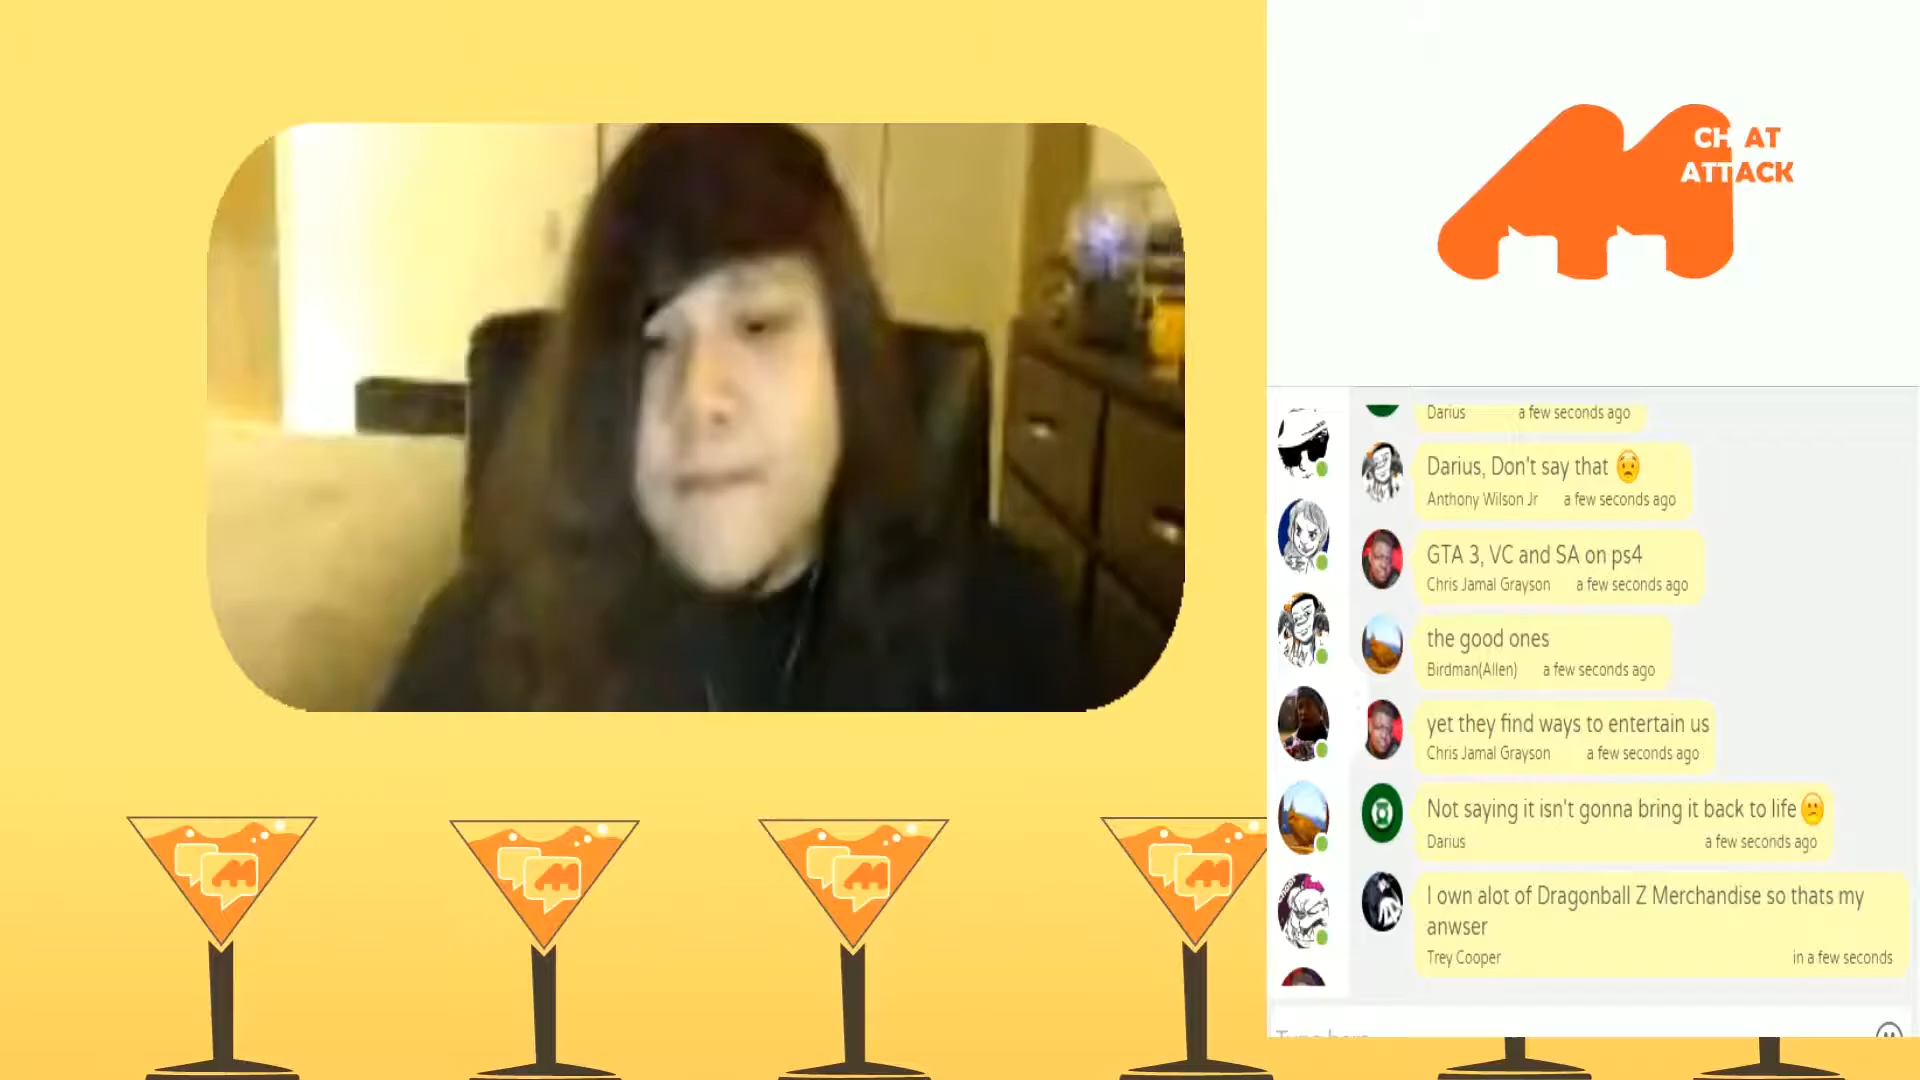 CHAT
ATTACK
Darius a few seconds ago
Darius, Don't say that 😟
Anthony Wilson Jr a few seconds ago
GTA 3, VC and SA on ps4
Chris Jamal Grayson a few seconds ago
the good ones
Birdman(Allen) a few seconds ago
yet they find ways to entertain us
Chris Jamal Grayson a few seconds ago
Not saying it isn't gonna bring it back to life 🙁
Darius a few seconds ago
I own alot of Dragonball Z Merchandise so thats my
anwser
Trey Cooper in a few seconds